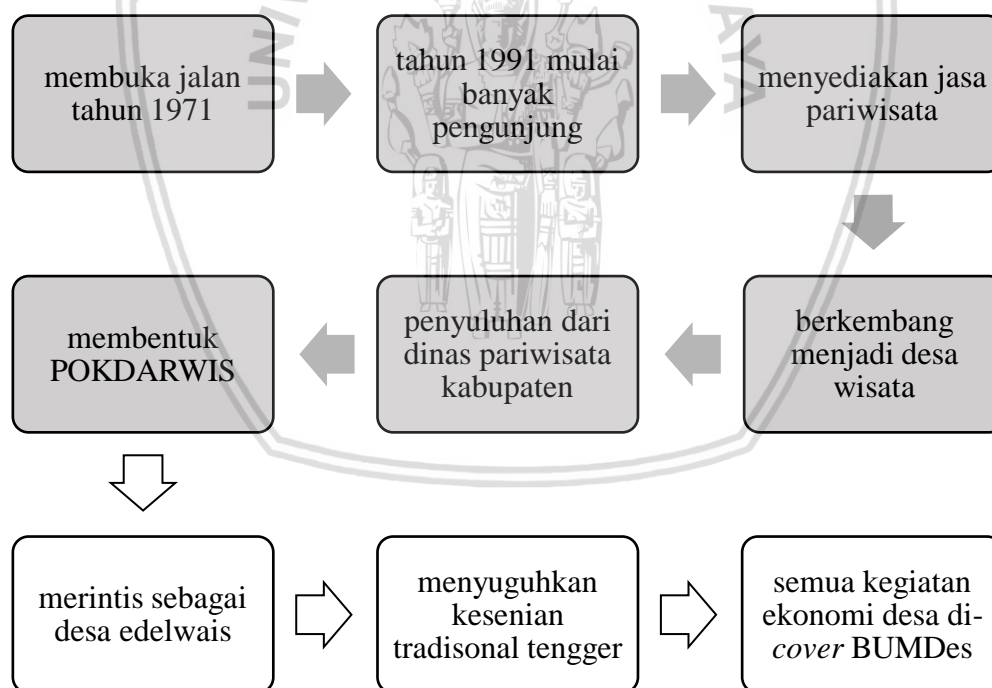 membuka jalan
tahun 1971
tahun 1991 mulai
banyak
pengunjung
menyediakan jasa
pariwisata
berkembang
menjadi desa
wisata
penyuluhan dari
dinas pariwisata
kabupaten
membentuk
POKDARWIS
merintis sebagai
desa edelwais
menyuguhkan
kesenian
tradisonal tengger
semua kegiatan
ekonomi desa di-
cover BUMDes